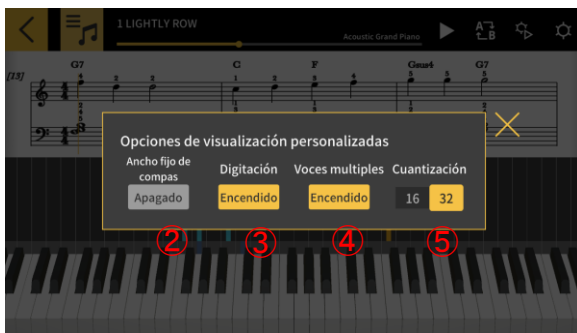 1 LIGHTLY ROW
Acoustic Grand Piano
A B
[13]
G7 C F Gsus4 G7
Opciones de visualización personalizadas
Ancho fijo de
compas
Digitación
Voces multiples
Cuantización
Apagado
Encendido
Encendido
16 32
② ③ ④ ⑤